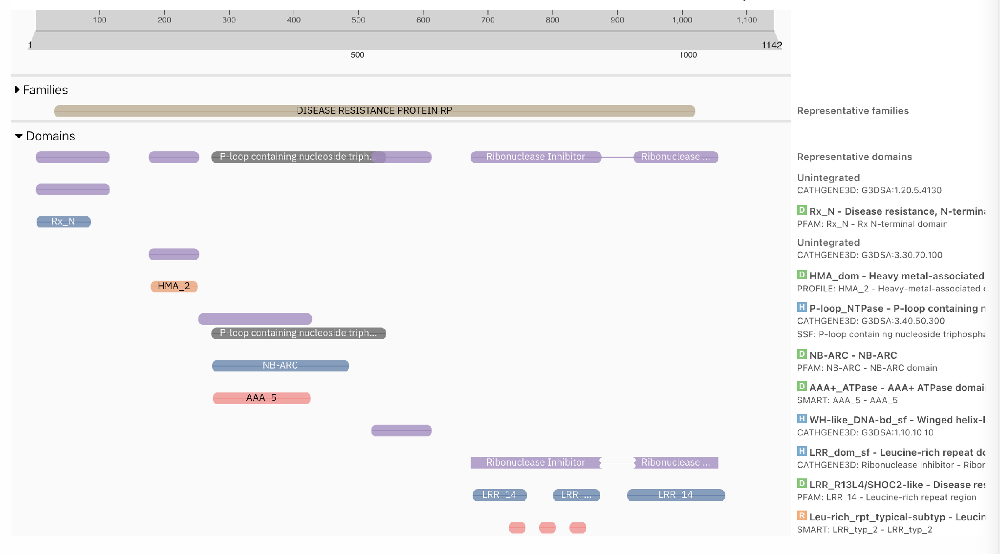 100 200 300 400 500 600 700 800 900 1,000 1,100
1 1142
500 1000
Families
DISEASE RESISTANCE PROTEIN RP
Representative families
Domains
P-loop containing nucleoside triph... Ribonuclease Inhibitor Ribonuclease ...
Representative domains
Unintegrated
CATHGENE3D: G3DSA:1.20.5.4130
Rx_N
D Rx_N - Disease resistance, N-termina
PFAM: Rx_N - Rx N-terminal domain
Unintegrated
CATHGENE3D: G3DSA:3.30.70.100
HMA_2
D HMA_dom - Heavy metal-associated
PROFILE: HMA_2 - Heavy-metal-associated
H P-loop_NTPase - P-loop containing n
CATHGENE3D: G3DSA:3.40.50.300
P-loop containing nucleoside triph...
SSF: P-loop containing nucleoside triphospha
NB-ARC
D NB-ARC - NB-ARC
PFAM: NB-ARC - NB-ARC domain
AAA_5
D AAA+_ATPase - AAA+ ATPase domai
SMART: AAA_5 - AAA_5
H WH-like_DNA-bd_sf - Winged helix-l
CATHGENE3D: G3DSA:1.10.10.10
Ribonuclease Inhibitor Ribonuclease ...
H LRR_dom_sf - Leucine-rich repeat do
CATHGENE3D: Ribonuclease Inhibitor - Ribor
LRR_14 LRR_... LRR_14
D LRR_R13L4/SHOC2-like - Disease res
PFAM: LRR_14 - Leucine-rich repeat region
R Leu-rich_rpt_typical-subtyp - Leucin
SMART: LRR_typ_2 - LRR_typ_2